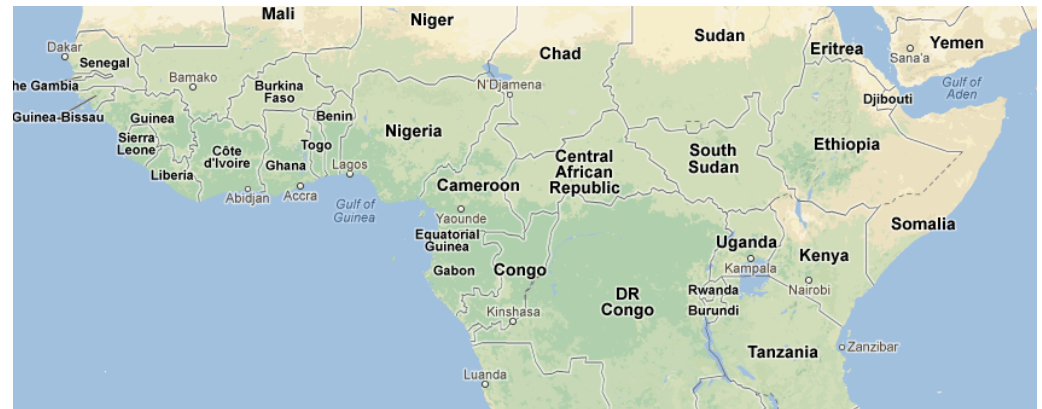 Mali
Niger
Chad
Sudan
Eritrea
Yemen
Sana'a
Dakar
Senegal
Bamako
Burkina
Faso
N'Djamena
Gulf of
Aden
Djibouti
he Gambia
Guinea-Bissau
Guinea
Benin
Nigeria
Sierra
Leone
Côte
d'Ivoire
Ghana
Togo
Lagos
Liberia
Abidjan
Accra
Gulf of
Guinea
Cameroon
Yaounde
Central
African
Republic
South
Sudan
Ethiopia
Somalia
Equatorial
Guinea
Gabon
Congo
Uganda
Kampala
Kenya
Nairobi
Rwanda
Burundi
DR
Congo
Kinshasa
Tanzania
Zanzibar
Luanda